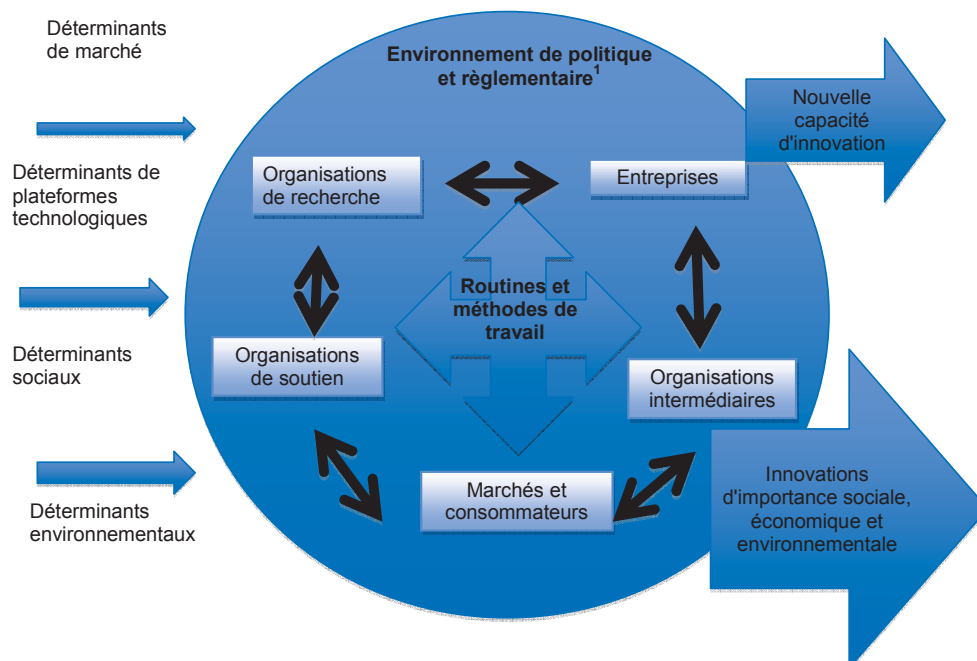 Déterminants
de marché
Déterminants de
plateformes
technologiques
Déterminants
sociaux
Déterminants
environnementaux
Environnement de politique
et règlementaire¹
Organisations
de recherche
Entreprises
Routines et
méthodes de
travail
Organisations
de soutien
Organisations
intermédiaires
Marchés et
consommateurs
Nouvelle
capacité
d'innovation
Innovations
d'importance sociale,
économique et
environnementale